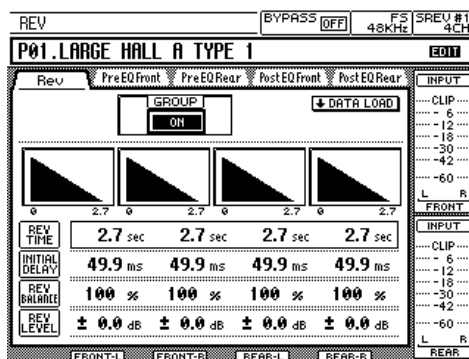 REV BYPASS OFF FS 48KHz SREV #1 4CH
P01.LARGE HALL A TYPE 1 EDIT
Rev PreEQFront PreEQRear PostEQFront PostEQRear
GROUP
ON
DATA LOAD
0 2.7 0 2.7 0 2.7 0 2.7
REV TIME 2.7 sec 2.7 sec 2.7 sec 2.7 sec
INITIAL DELAY 49.9 ms 49.9 ms 49.9 ms 49.9 ms
REV BALANCE 100 % 100 % 100 % 100 %
REV LEVEL ± 0.0 dB ± 0.0 dB ± 0.0 dB ± 0.0 dB
FRONT-L FRONT-R REAR-L REAR-R
INPUT
CLIP
- 6
-12
-18
-30
-42
-60
L R
FRONT
INPUT
CLIP
- 6
-12
-18
-30
-42
-60
L R
REAR